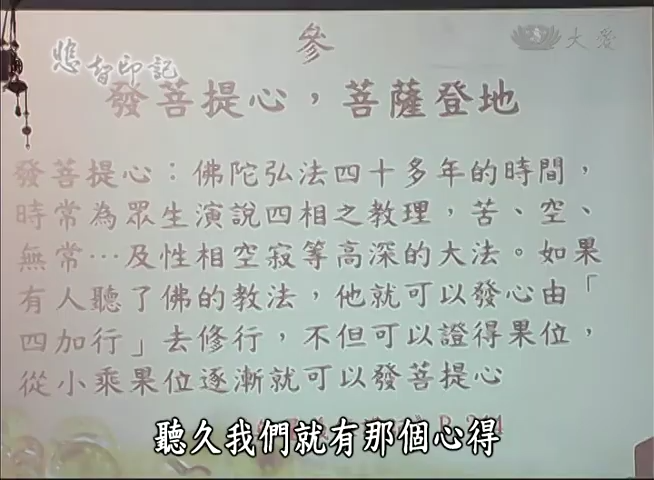 參
大愛
悲智印記
發菩提心，菩薩登地
發菩提心：佛陀弘法四十多年的時間，
時常為眾生演說四相之教理，苦、空、
無常…及性相空寂等高深的大法。如果
有人聽了佛的教法，他就可以發心由「
四加行」去修行，不但可以證得果位，
從小乘果位逐漸就可以發菩提心
聽久我們就有那個心得